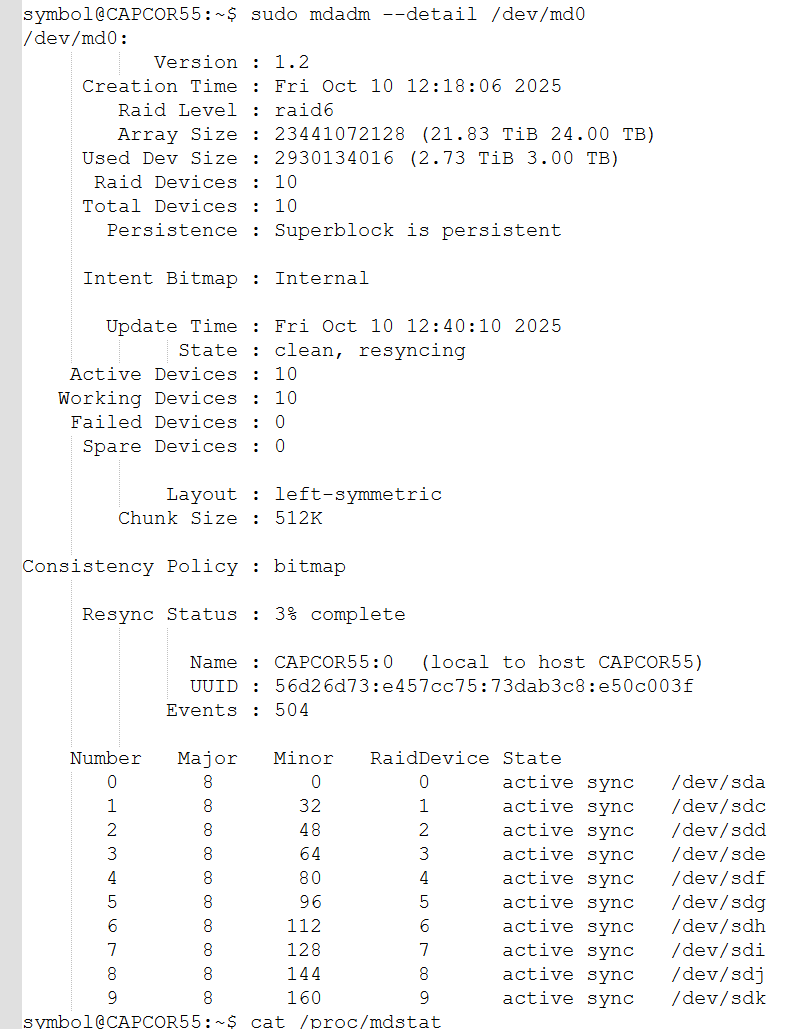 symbol@CAPCOR55:~$ sudo mdadm --detail /dev/md0
/dev/md0:
Version : 1.2
Creation Time : Fri Oct 10 12:18:06 2025
Raid Level : raid6
Array Size : 23441072128 (21.83 TiB 24.00 TB)
Used Dev Size : 2930134016 (2.73 TiB 3.00 TB)
Raid Devices : 10
Total Devices : 10
Persistence : Superblock is persistent
Intent Bitmap : Internal
Update Time : Fri Oct 10 12:40:10 2025
State : clean, resyncing
Active Devices : 10
Working Devices : 10
Failed Devices : 0
Spare Devices : 0
Layout : left-symmetric
Chunk Size : 512K
Consistency Policy : bitmap
Resync Status : 3% complete
Name : CAPCOR55:0  (local to host CAPCOR55)
UUID : 56d26d73:e457cc75:73dab3c8:e50c003f
Events : 504
Number   Major   Minor   RaidDevice State
0       8        0        0      active sync   /dev/sda
1       8       32        1      active sync   /dev/sdc
2       8       48        2      active sync   /dev/sdd
3       8       64        3      active sync   /dev/sde
4       8       80        4      active sync   /dev/sdf
5       8       96        5      active sync   /dev/sdg
6       8      112        6      active sync   /dev/sdh
7       8      128        7      active sync   /dev/sdi
8       8      144        8      active sync   /dev/sdj
9       8      160        9      active sync   /dev/sdk
symbol@CAPCOR55:~$ cat /proc/mdstat